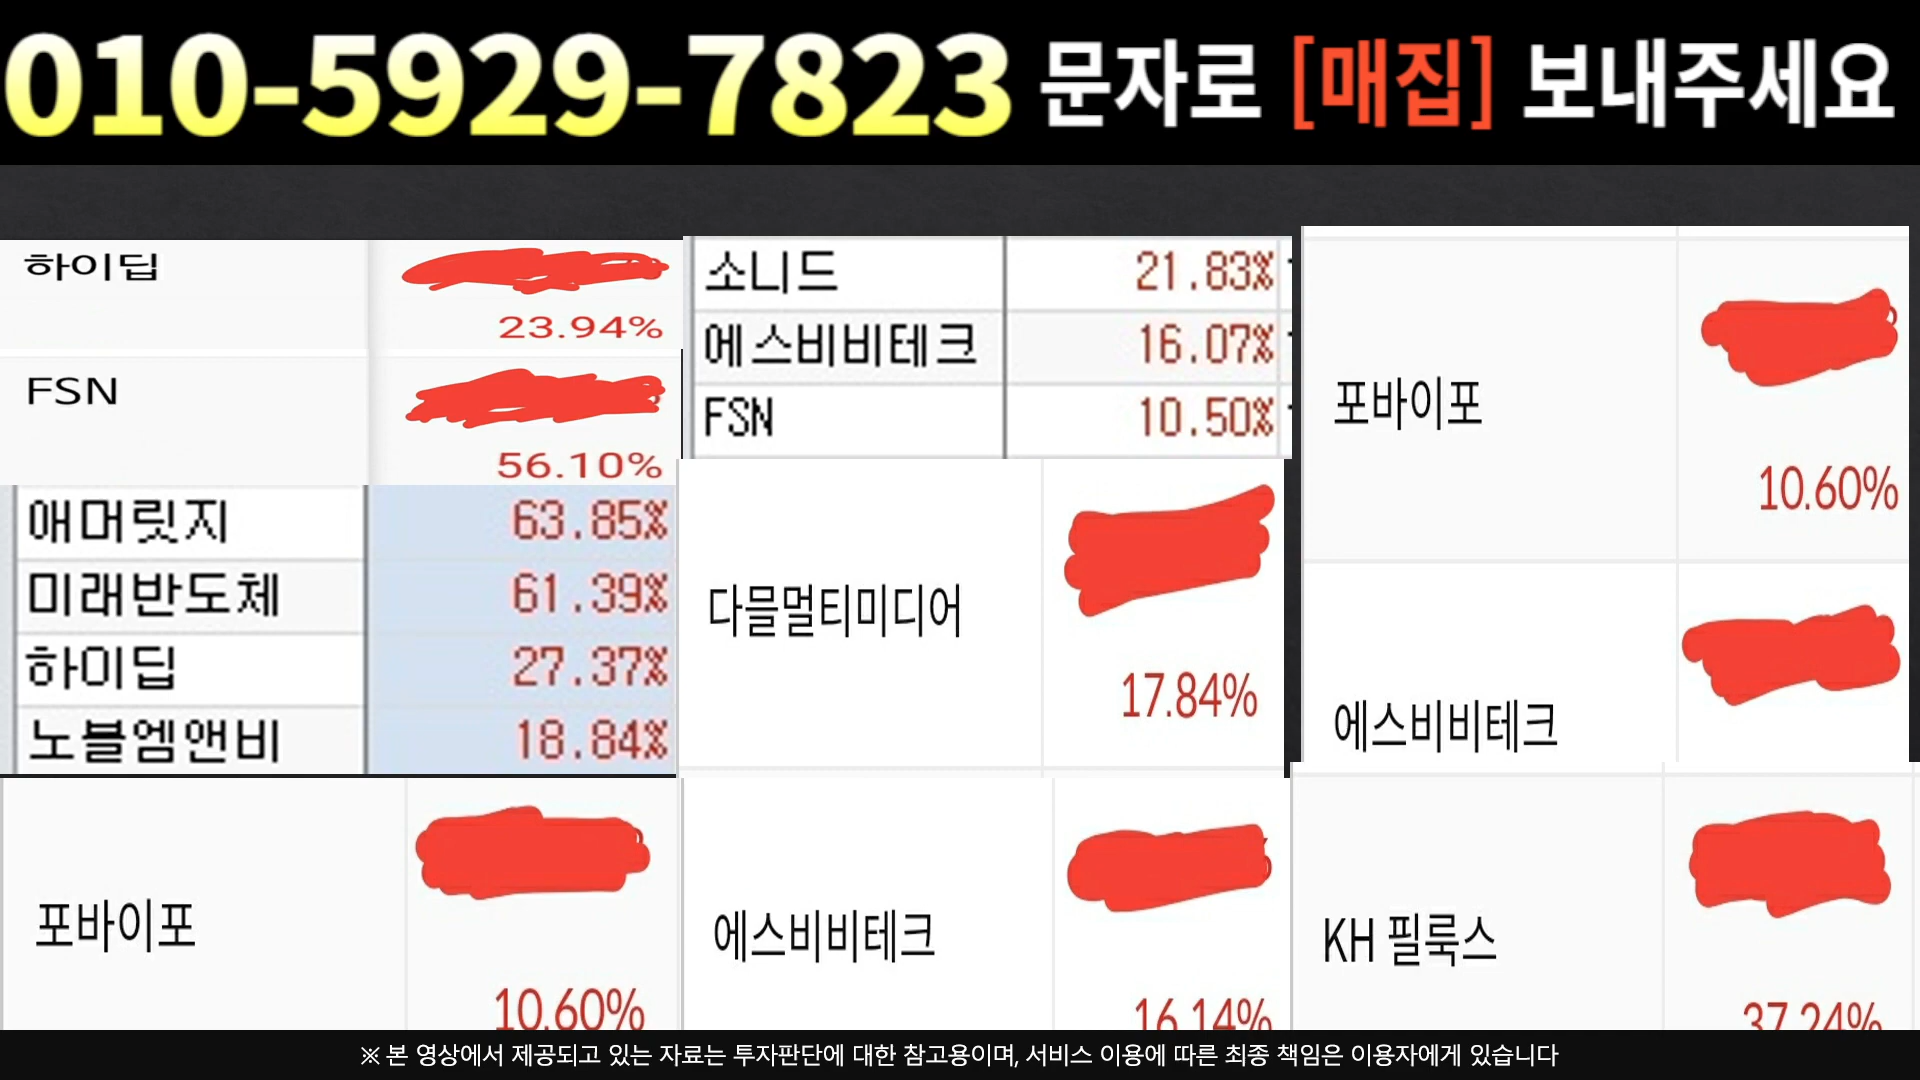 010-5929-7823 문자로 [매집] 보내주세요
하이딥
23.94%
FSN
56.10%
애머릿지 63.85%
미래반도체 61.39%
하이딥 27.37%
노블엠앤비 18.84%
소니드 21.83%
에스비비테크 16.07%
FSN 10.50%
다믈멀티미디어
17.84%
포바이포
10.60%
에스비비테크
포바이포
10.60%
에스비비테크
16.14%
KH 필룩스
37.24%
※ 본 영상에서 제공되고 있는 자료는 투자판단에 대한 참고용이며, 서비스 이용에 따른 최종 책임은 이용자에게 있습니다